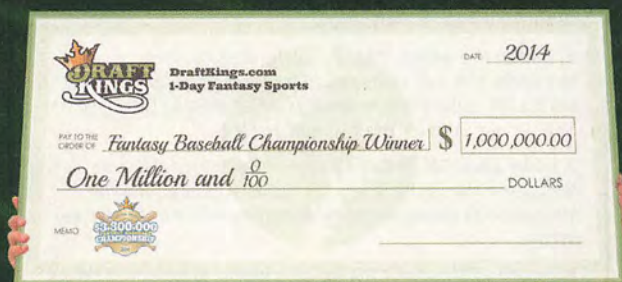 DRAFT
KINGS
DraftKings.com
1-Day Fantasy Sports
DATE 2014
PAY TO THE
ORDER OF Fantasy Baseball Championship Winner $ 1,000,000.00
One Million and 0/100 DOLLARS
MEMO
$3,300,000
CHAMPIONSHIP